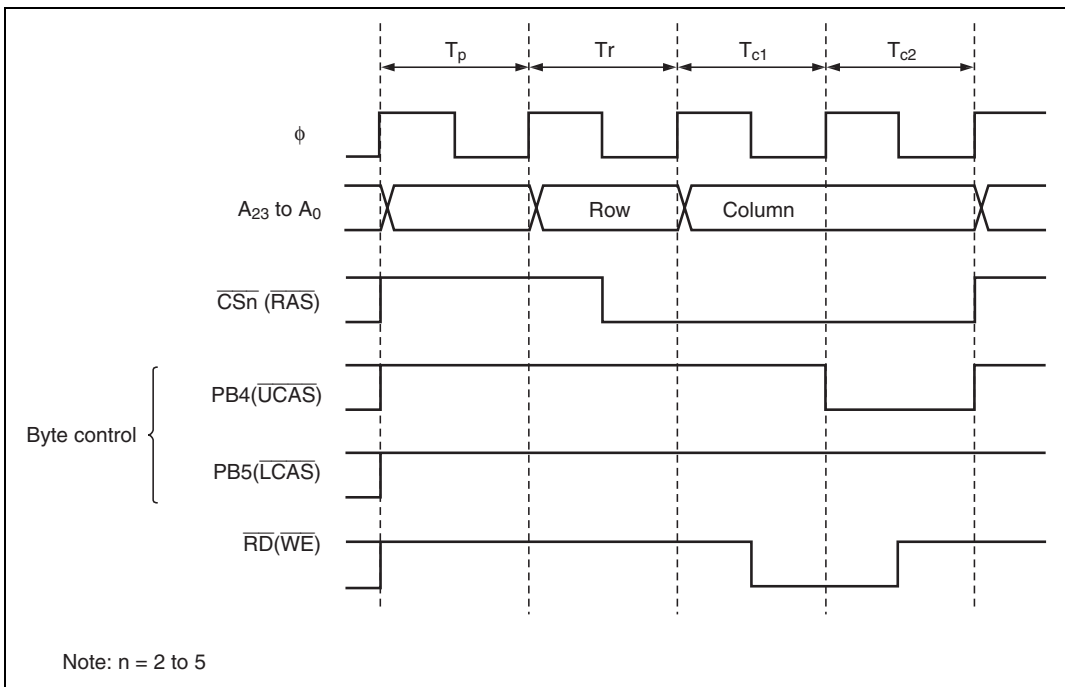 Tp Tr Tc1 Tc2
ϕ
A23 to A0 Row Column
CSn (RAS)
PB4(UCAS)
Byte control
PB5(LCAS)
RD(WE)
Note: n = 2 to 5